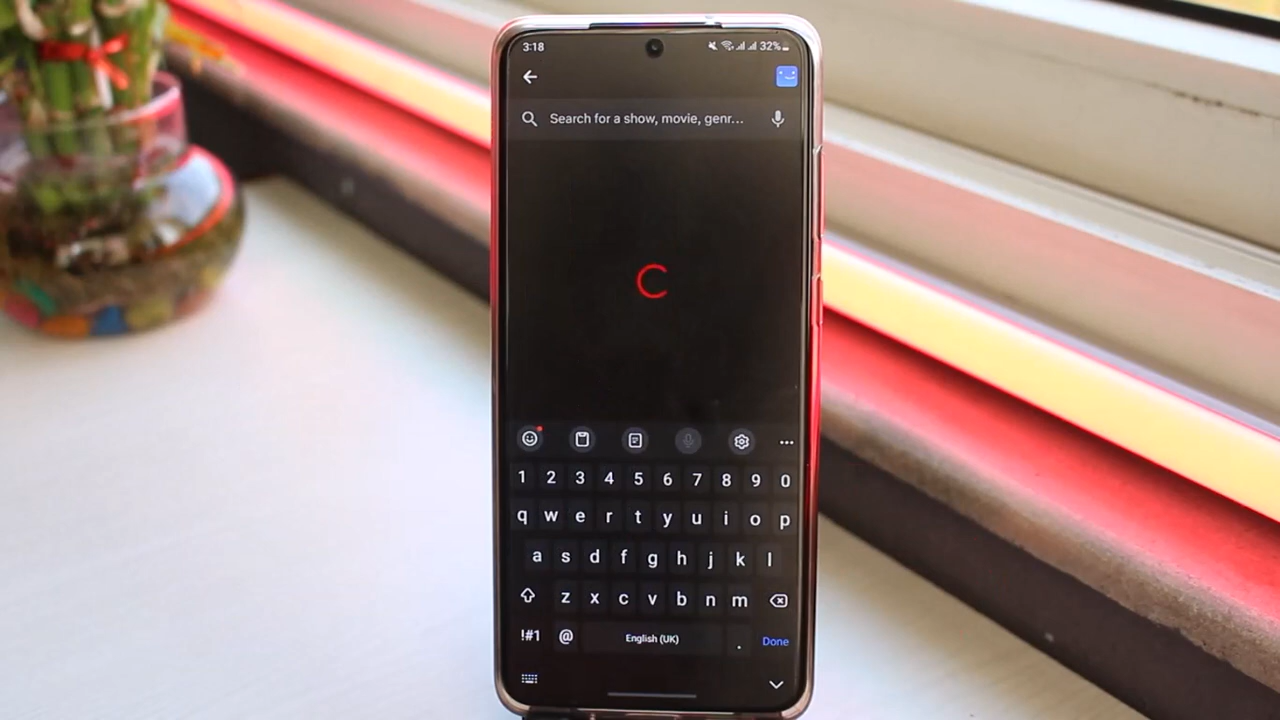 3:18 32%
Search for a show, movie, genr...
1 2 3 4 5 6 7 8 9 0
q w e r t y u i o p
a s d f g h j k l
z x c v b n m
!#1 @ English (UK) . Done